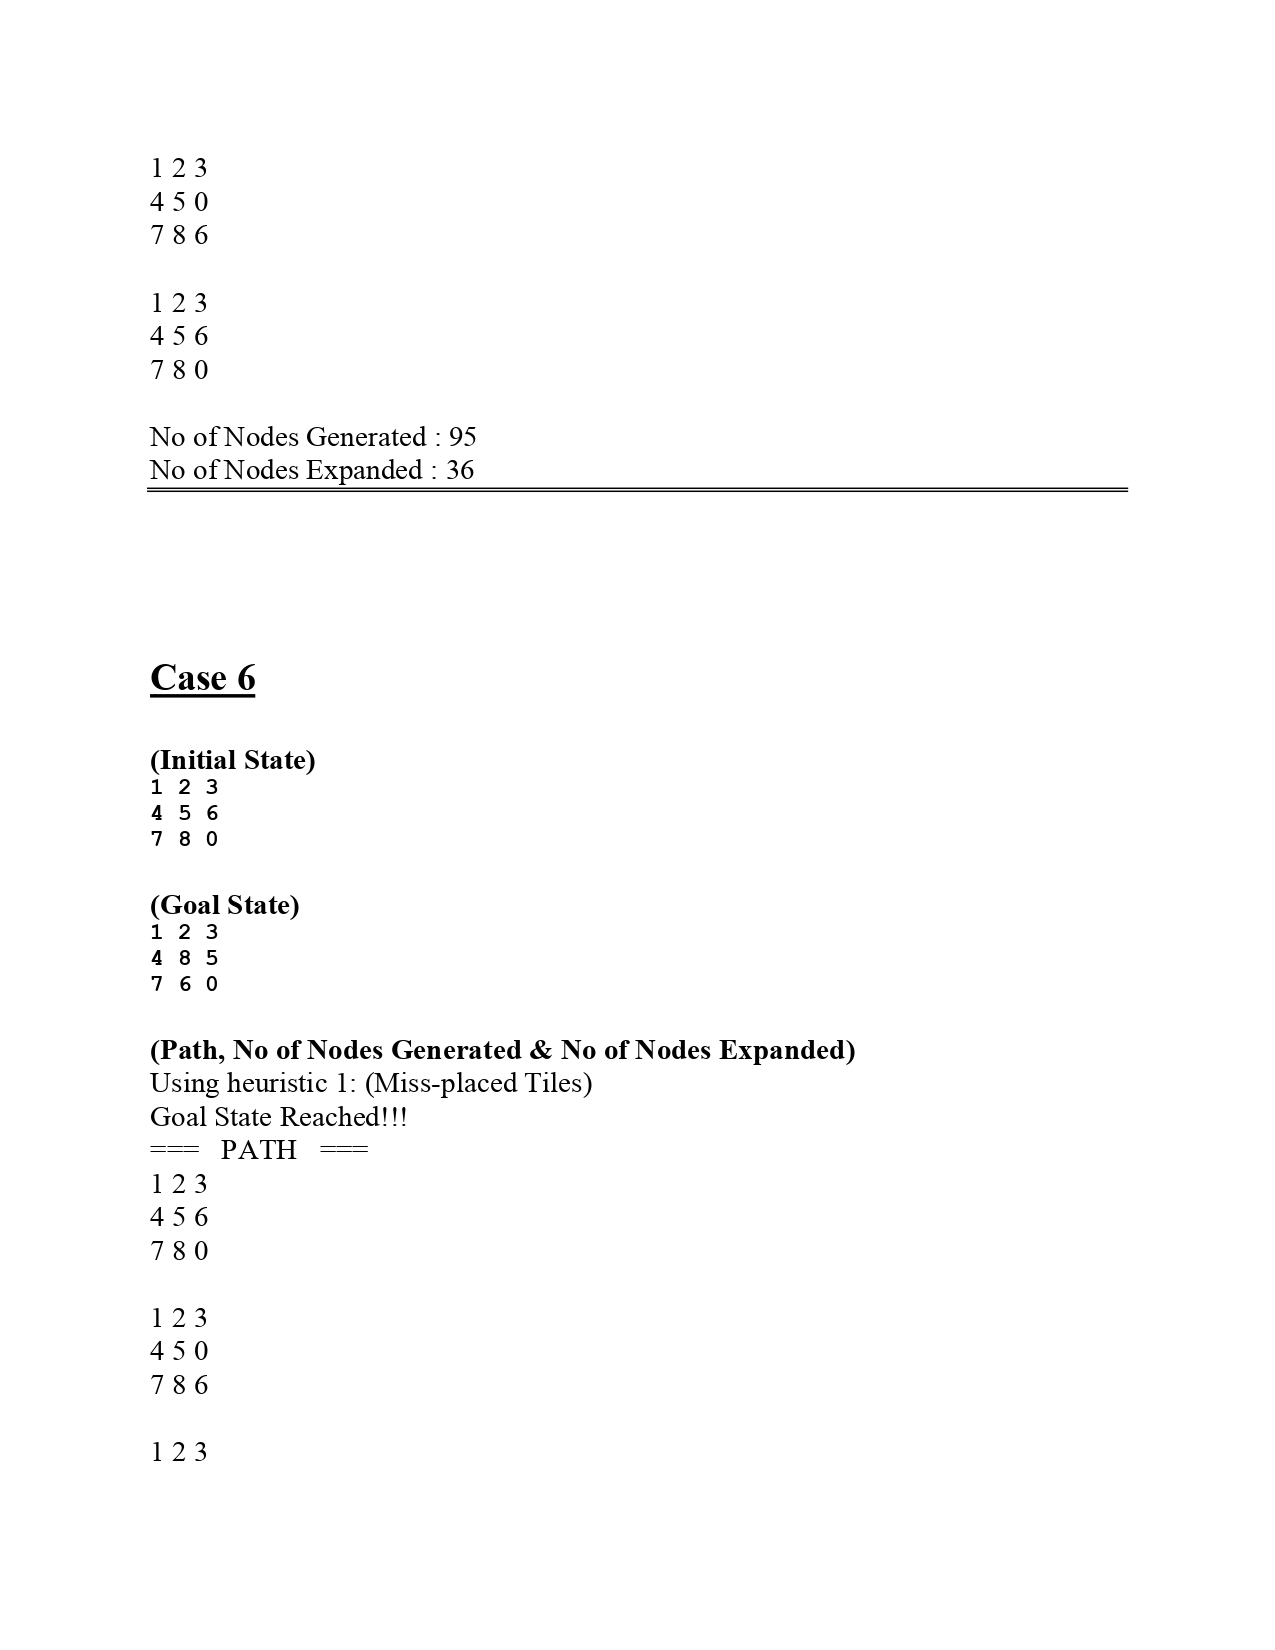 1 2 3
4 5 0
7 8 6
1 2 3
4 5 6
7 8 0
No of Nodes Generated : 95
No of Nodes Expanded : 36
Case 6
(Initial State)
1 2 3
4 5 6
7 8 0
(Goal State)
1 2 3
4 8 5
7 6 0
(Path, No of Nodes Generated & No of Nodes Expanded)
Using heuristic 1: (Miss-placed Tiles)
Goal State Reached!!!
=== PATH ===
1 2 3
4 5 6
7 8 0
1 2 3
4 5 0
7 8 6
1 2 3